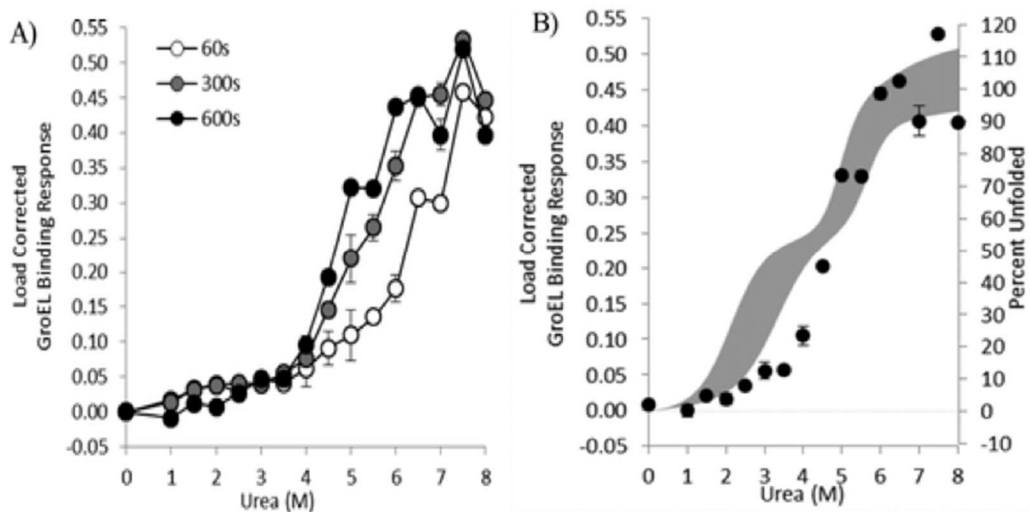 A)
0.55
0.50
0.45
0.40
0.35
0.30
0.25
0.20
0.15
0.10
0.05
0.00
-0.05
Load Corrected
GroEL Binding Response
60s
300s
600s
0 1 2 3 4 5 6 7 8
Urea (M)
B)
0.55
0.50
0.45
0.40
0.35
0.30
0.25
0.20
0.15
0.10
0.05
0.00
-0.05
Load Corrected
GroEL Binding Response
120
110
100
90
80
70
60
50
40
30
20
10
0
-10
Percent Unfolded
0 1 2 3 4 5 6 7 8
Urea (M)